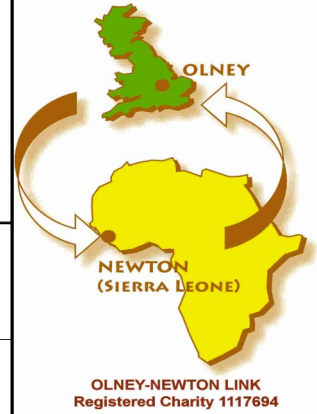 OLNEY
NEWTON
(SIERRA LEONE)
OLNEY-NEWTON LINK
Registered Charity 1117694